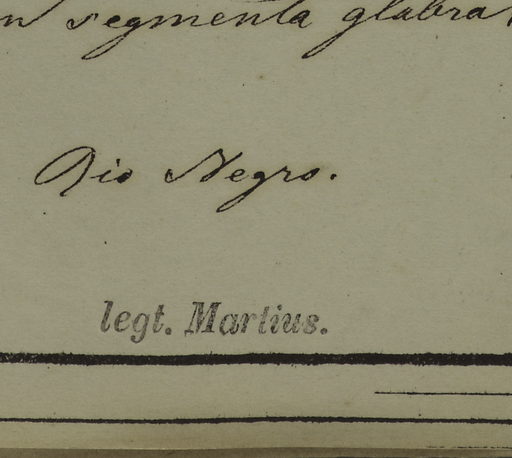 segmenta glabra
Rio Negro.
legt. Martius.